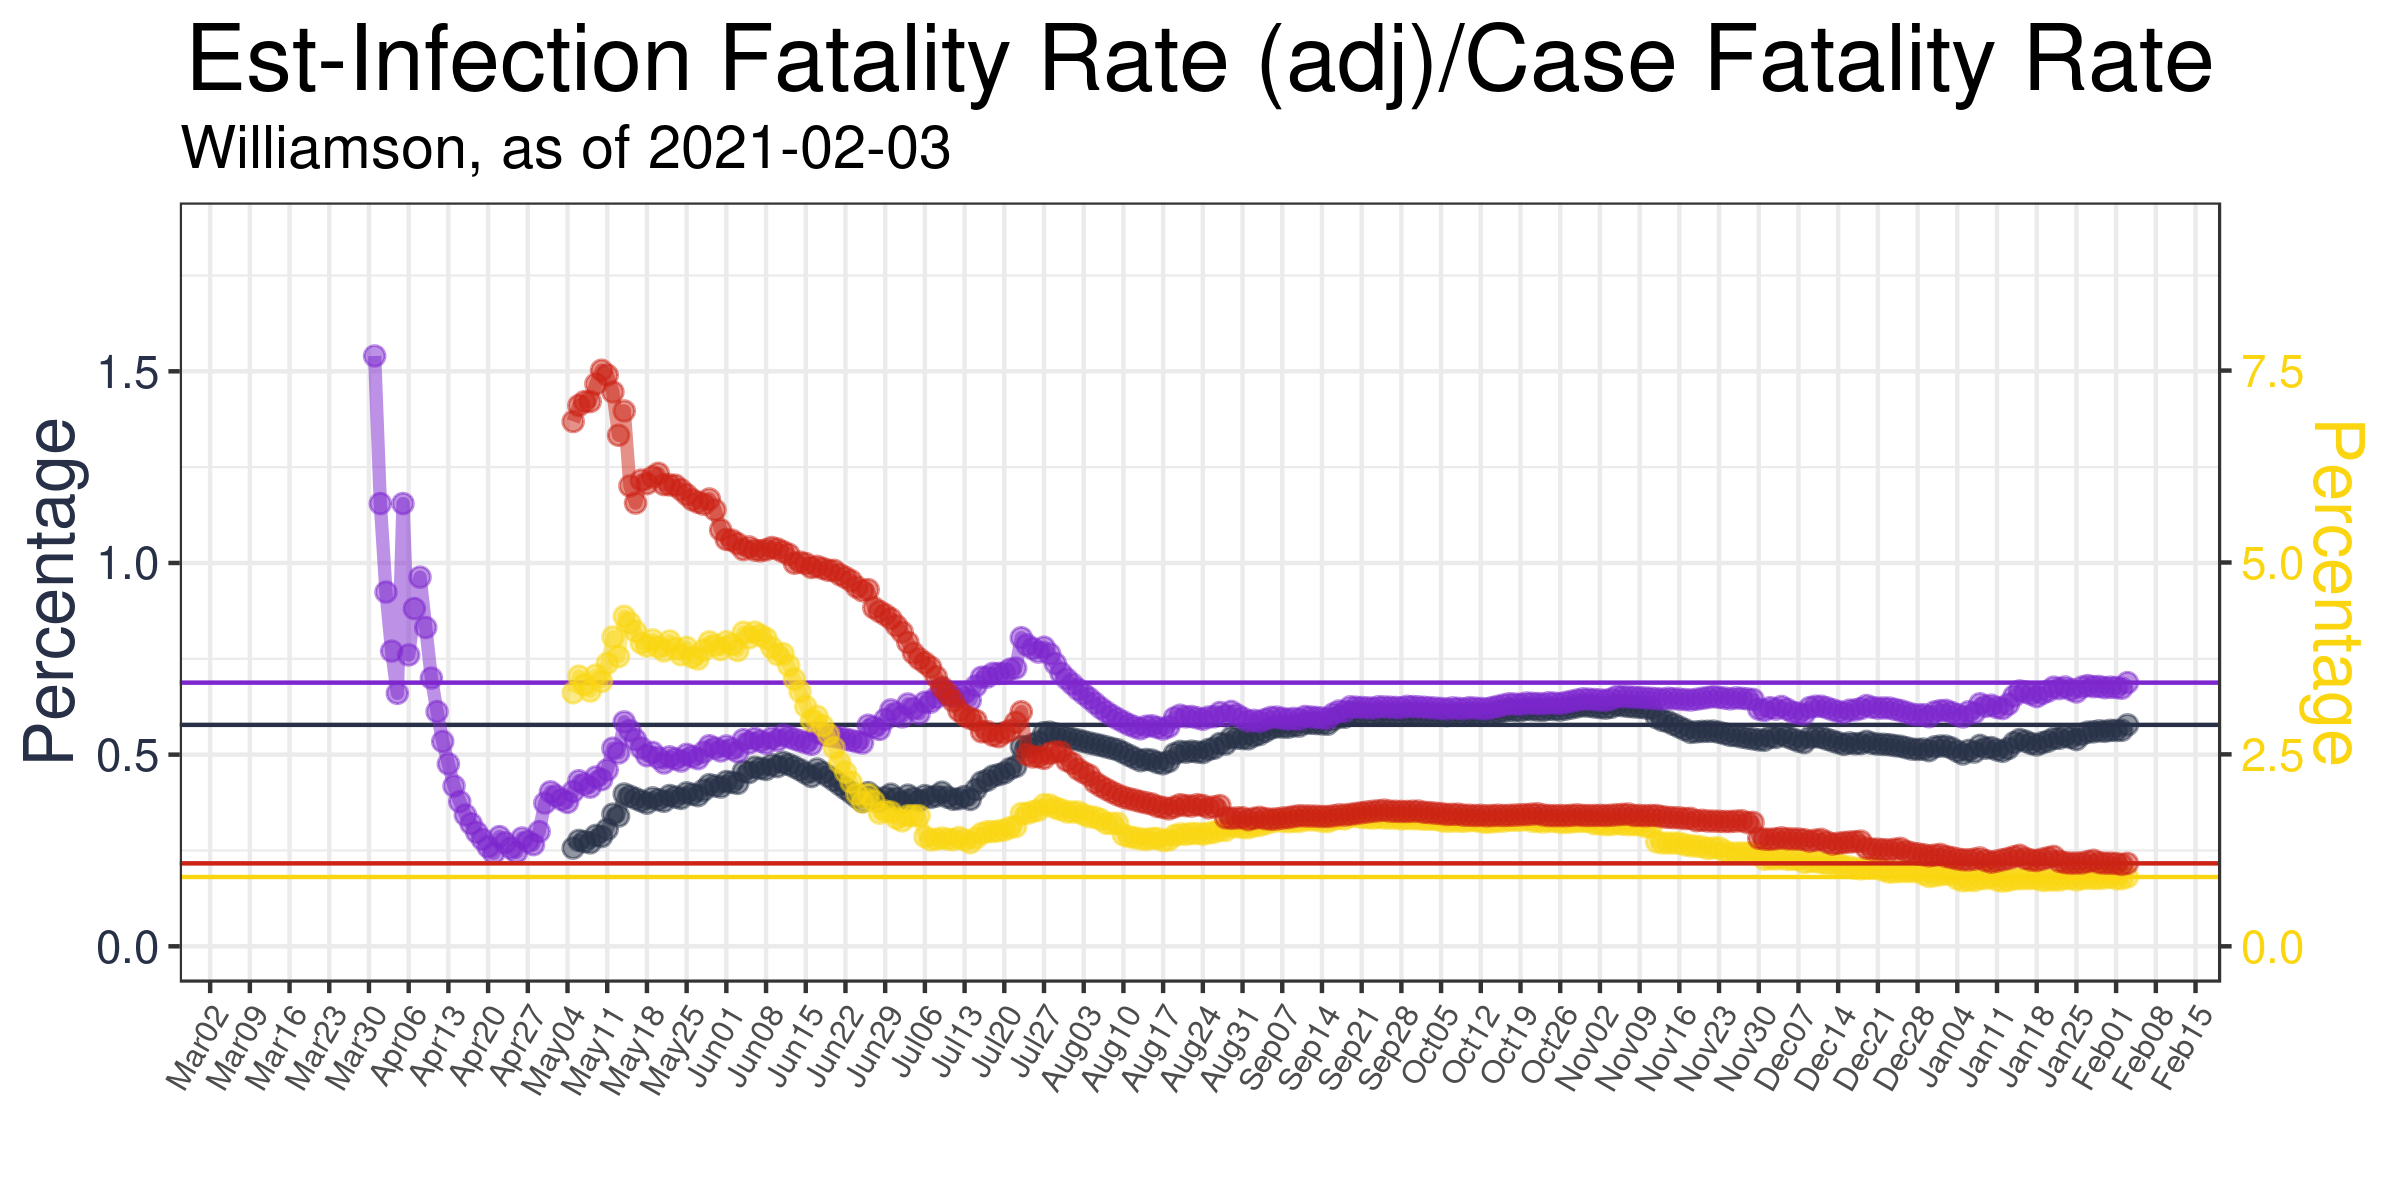 Est-Infection Fatality Rate (adj)/Case Fatality Rate
Williamson, as of 2021-02-03
Percentage
1.5
1.0
0.5
0.0
7.5
5.0
2.5
0.0
Percentage
Mar02
Mar09
Mar16
Mar23
Mar30
Apr06
Apr13
Apr20
Apr27
May04
May11
May18
May25
Jun01
Jun08
Jun15
Jun22
Jun29
Jul06
Jul13
Jul20
Jul27
Aug03
Aug10
Aug17
Aug24
Aug31
Sep07
Sep14
Sep21
Sep28
Oct05
Oct12
Oct19
Oct26
Nov02
Nov09
Nov16
Nov23
Nov30
Dec07
Dec14
Dec21
Dec28
Jan04
Jan11
Jan18
Jan25
Feb01
Feb08
Feb15